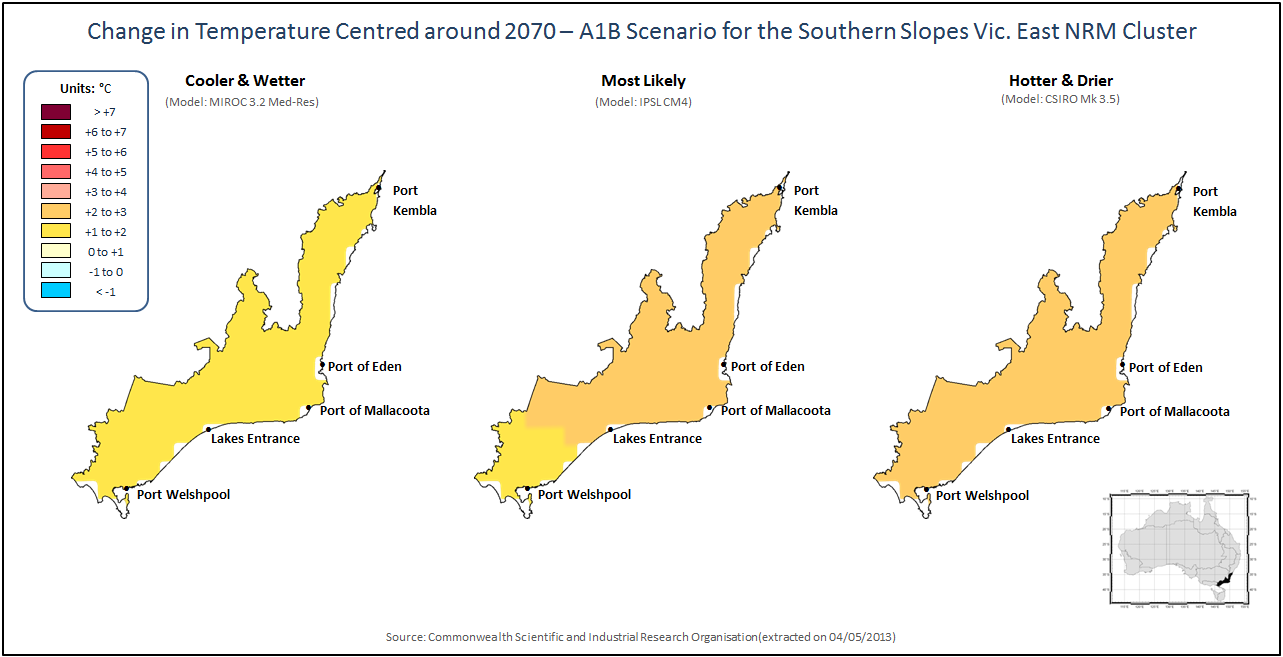 Change in Temperature Centred around 2070 – A1B Scenario for the Southern Slopes Vic. East NRM Cluster
Units: °C
> +7
+6 to +7
+5 to +6
+4 to +5
+3 to +4
+2 to +3
+1 to +2
0 to +1
-1 to 0
< -1
Cooler & Wetter
(Model: MIROC 3.2 Med-Res)
Port
Kembla
Port of Eden
Port of Mallacoota
Lakes Entrance
Port Welshpool
Most Likely
(Model: IPSL CM4)
Port
Kembla
Port of Eden
Port of Mallacoota
Lakes Entrance
Port Welshpool
Hotter & Drier
(Model: CSIRO Mk 3.5)
Port
Kembla
Port of Eden
Port of Mallacoota
Lakes Entrance
Port Welshpool
Source: Commonwealth Scientific and Industrial Research Organisation(extracted on 04/05/2013)